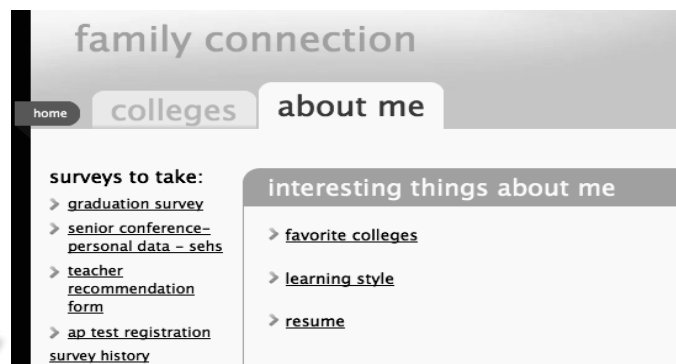 family connection
home
colleges
about me
surveys to take:
graduation survey
senior conference-
personal data – sehs
teacher
recommendation
form
ap test registration
survey history
interesting things about me
favorite colleges
learning style
resume